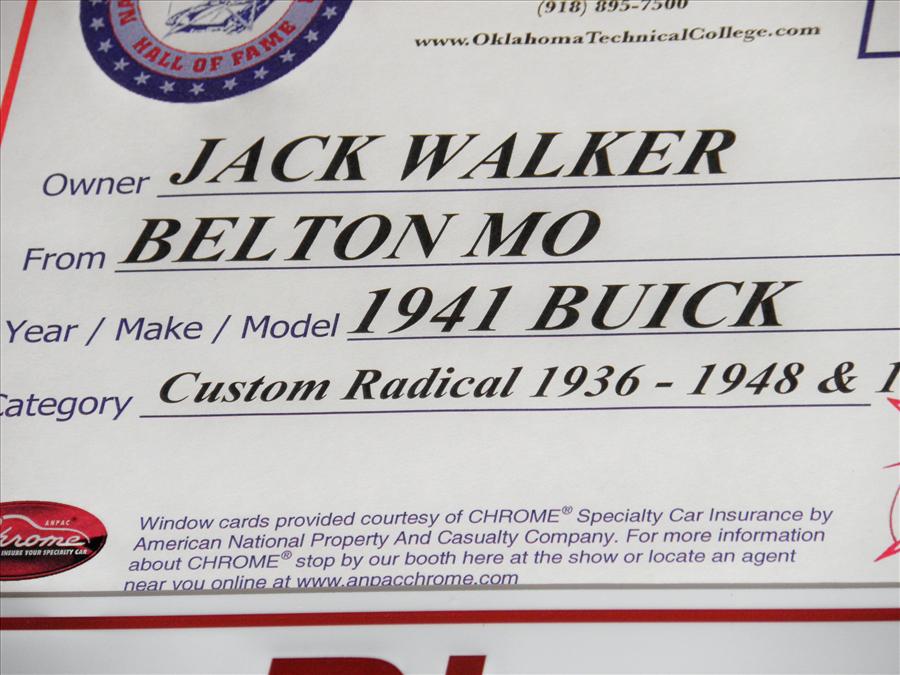 (918) 895-7500
www.OklahomaTechnicalCollege.com
HALL OF FAME
Owner JACK WALKER
From BELTON MO
Year / Make / Model 1941 BUICK
Category Custom Radical 1936 - 1948 & 1
ANPAC
Chrome
INSURE YOUR SPECIALTY CAR
Window cards provided courtesy of CHROME® Specialty Car Insurance by
American National Property And Casualty Company. For more information
about CHROME® stop by our booth here at the show or locate an agent
near you online at www.anpacchrome.com